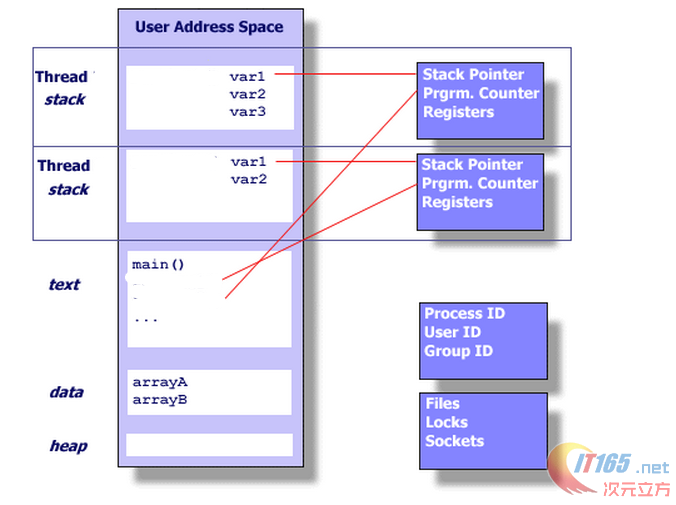 User Address Space
Thread
stack
var1
var2
var3
Stack Pointer
Prgrm. Counter
Registers
Thread
stack
var1
var2
Stack Pointer
Prgrm. Counter
Registers
text
main()
...
Process ID
User ID
Group ID
data
arrayA
arrayB
Files
Locks
Sockets
heap
IT165.net
次元立方